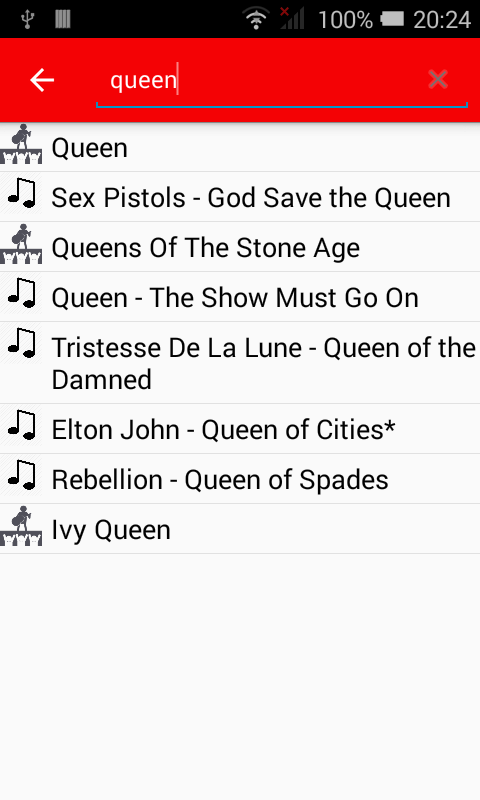 100% 20:24
queen
Queen
Sex Pistols - God Save the Queen
Queens Of The Stone Age
Queen - The Show Must Go On
Tristesse De La Lune - Queen of the
Damned
Elton John - Queen of Cities*
Rebellion - Queen of Spades
Ivy Queen